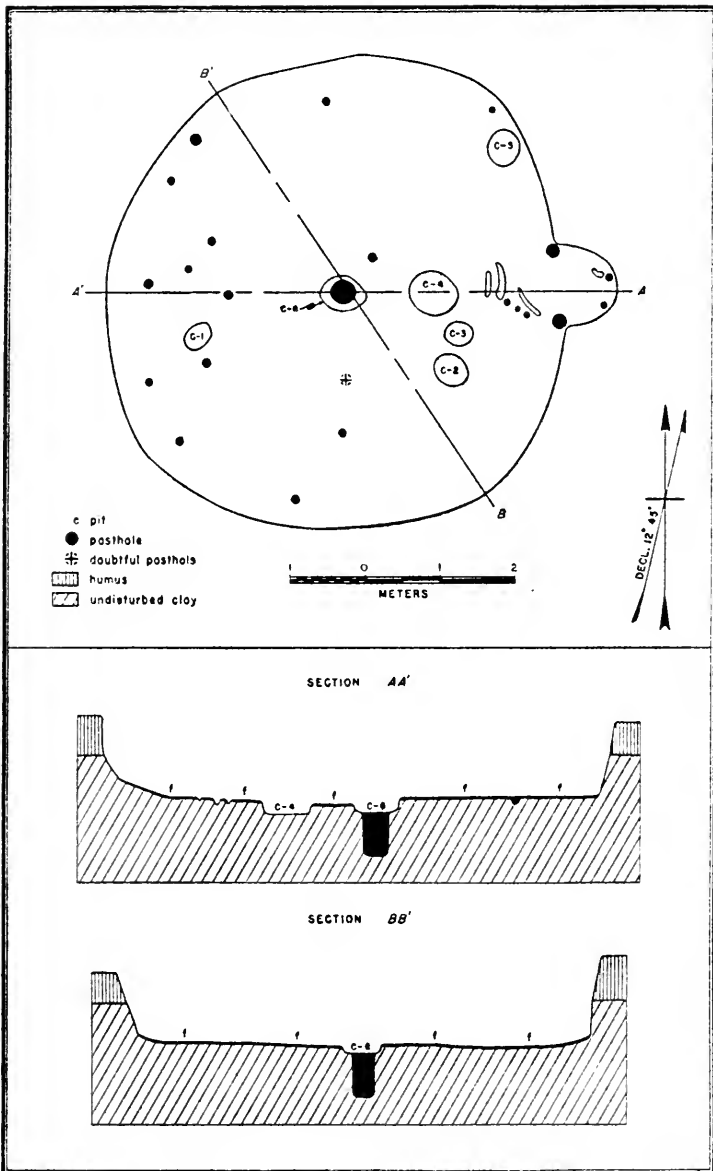 B'
C-5
A'
C-6
C-4
A
C-1
C-3
C-2
B
c pit
posthole
doubtful posthols
humus
undisturbed clay
1 0 1 2
METERS
DECL. 12° 45'
SECTION AA'
f f f f f
C-4 C-6
SECTION BB'
f f f f
C-6